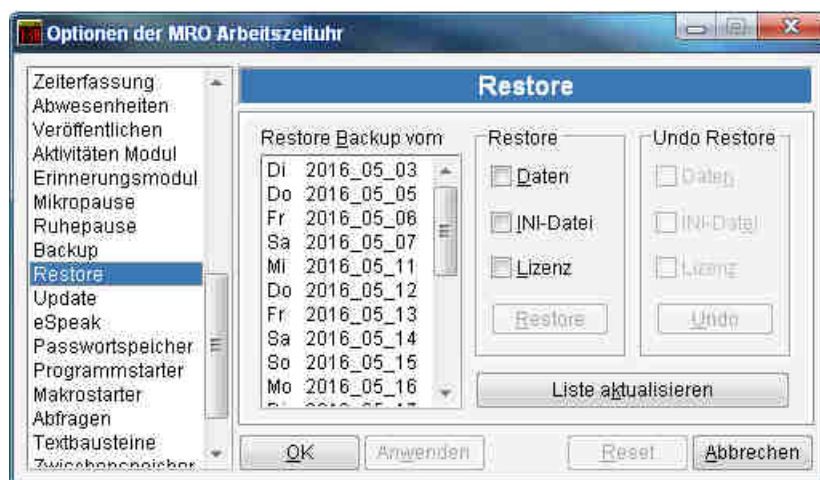 Optionen der MRO Arbeitszeituhr
Zeiterfassung
Abwesenheiten
Veröffentlichen
Aktivitäten Modul
Erinnerungsmodul
Mikropause
Ruhepause
Backup
Restore
Update
eSpeak
Passwortspeicher
Programmstarter
Makrostarter
Abfragen
Textbausteine
Zwischenspeicher
Restore
Restore Backup vom
Di 2016_05_03
Do 2016_05_05
Fr 2016_05_06
Sa 2016_05_07
Mi 2016_05_11
Do 2016_05_12
Fr 2016_05_13
Sa 2016_05_14
So 2016_05_15
Mo 2016_05_16
Di 2016_05_17
Restore
Daten
INI-Datei
Lizenz
Restore
Undo Restore
Daten
INI-Datei
Lizenz
Undo
Liste aktualisieren
OK
Anwenden
Reset
Abbrechen